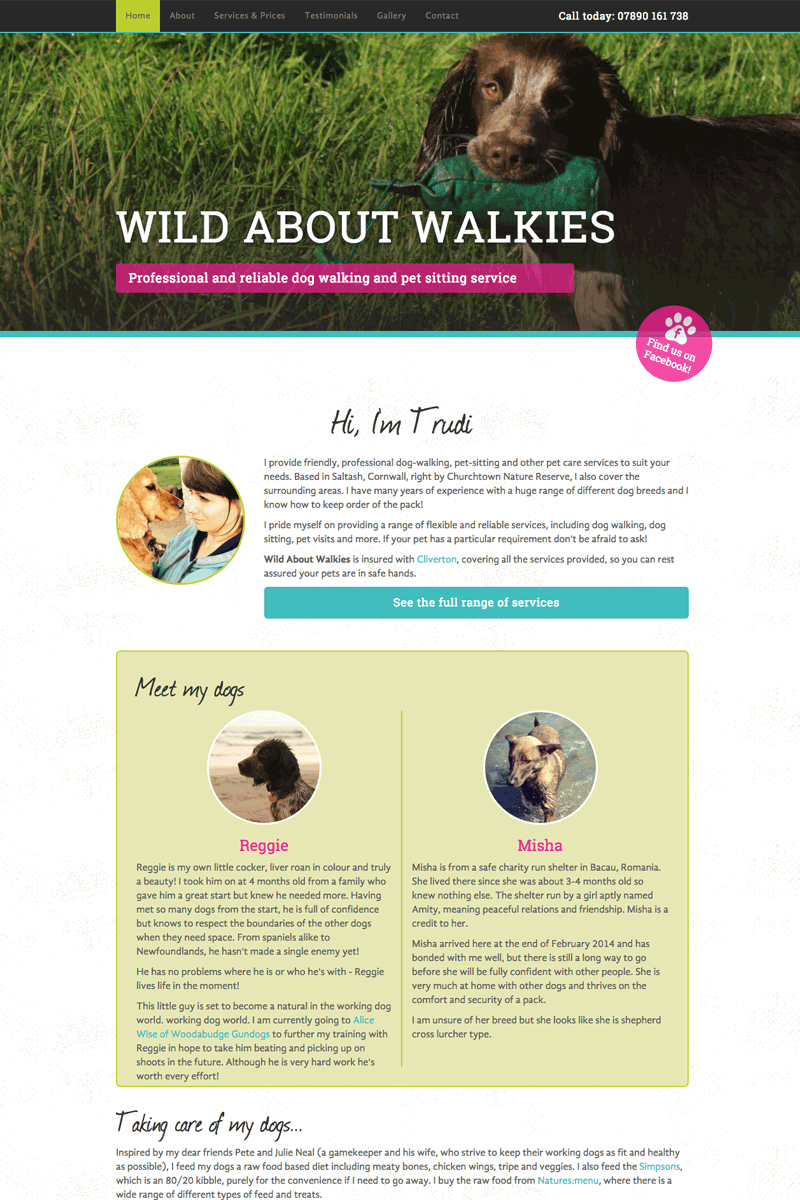 Home About Services & Prices Testimonials Gallery Contact Call today: 07890 161 738
WILD ABOUT WALKIES
Professional and reliable dog walking and pet sitting service
f
Find us on
Facebook!
Hi, I'm Trudi
I provide friendly, professional dog-walking, pet-sitting and other pet care services to suit your
needs. Based in Saltash, Cornwall, right by Churchtown Nature Reserve, I also cover the
surrounding areas. I have many years of experience with a huge range of different dog breeds and I
know how to keep order of the pack!
I pride myself on providing a range of flexible and reliable services, including dog walking, dog
sitting, pet visits and more. If your pet has a particular requirement don't be afraid to ask!
Wild About Walkies is insured with Cliverton, covering all the services provided, so you can rest
assured your pets are in safe hands.
See the full range of services
Meet my dogs
Reggie
Reggie is my own little cocker, liver roan in colour and truly
a beauty! I took him on at 4 months old from a family who
gave him a great start but knew he needed more. Having
met so many dogs from the start, he is full of confidence
but knows to respect the boundaries of the other dogs
when they need space. From spaniels alike to
Newfoundlands, he hasn't made a single enemy yet!
He has no problems where he is or who he's with - Reggie
lives life in the moment!
This little guy is set to become a natural in the working dog
world. working dog world. I am currently going to Alice
Wise of Woodabudge Gundogs to further my training with
Reggie in hope to take him beating and picking up on
shoots in the future. Although he is very hard work he's
worth every effort!
Misha
Misha is from a safe charity run shelter in Bacau, Romania.
She lived there since she was about 3-4 months old so
knew nothing else. The shelter run by a girl aptly named
Amity, meaning peaceful relations and friendship. Misha is a
credit to her.
Misha arrived here at the end of February 2014 and has
bonded with me well, but there is still a long way to go
before she will be fully confident with other people. She is
very much at home with other dogs and thrives on the
comfort and security of a pack.
I am unsure of her breed but she looks like she is shepherd
cross lurcher type.
Taking care of my dogs...
Inspired by my dear friends Pete and Julie Neal (a gamekeeper and his wife, who strive to keep their working dogs as fit and healthy
as possible), I feed my dogs a raw food based diet including meaty bones, chicken wings, tripe and veggies. I also feed the Simpsons,
which is an 80/20 kibble, purely for the convenience if I need to go away. I buy the raw food from Natures:menu, where there is a
wide range of different types of feed and treats.